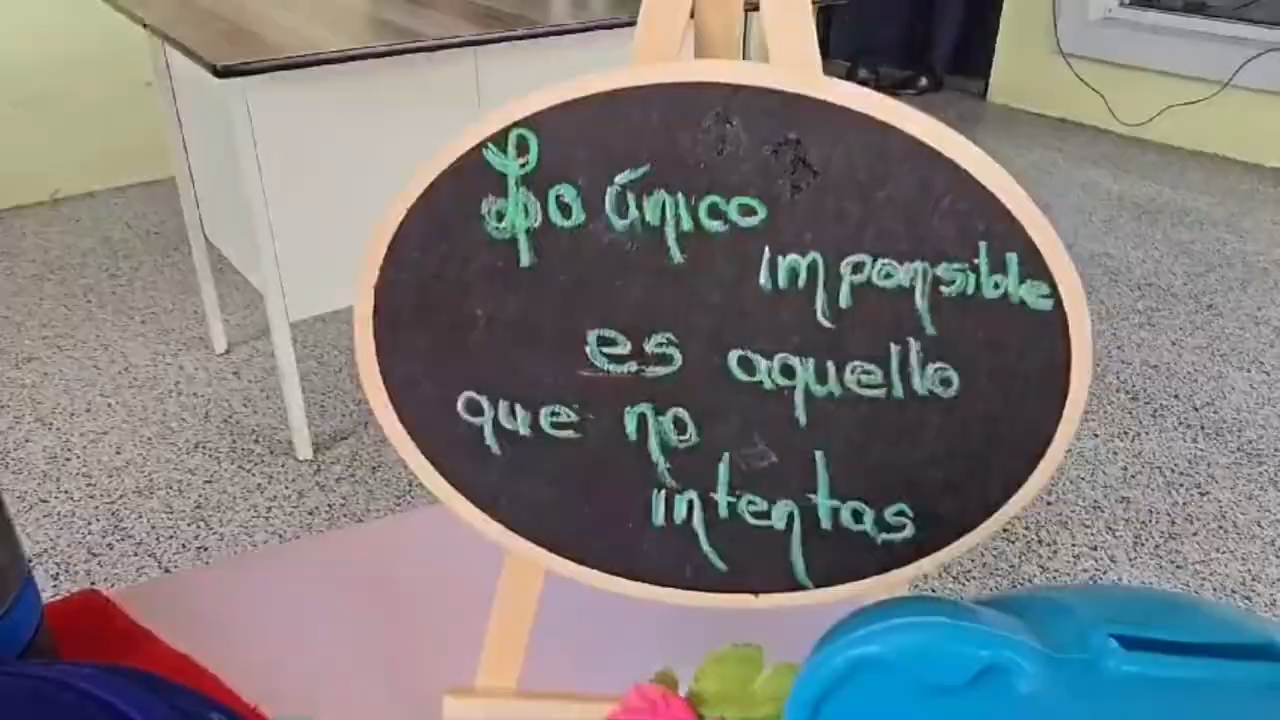 Lo único
imponsible
es aquello
que no
intentas